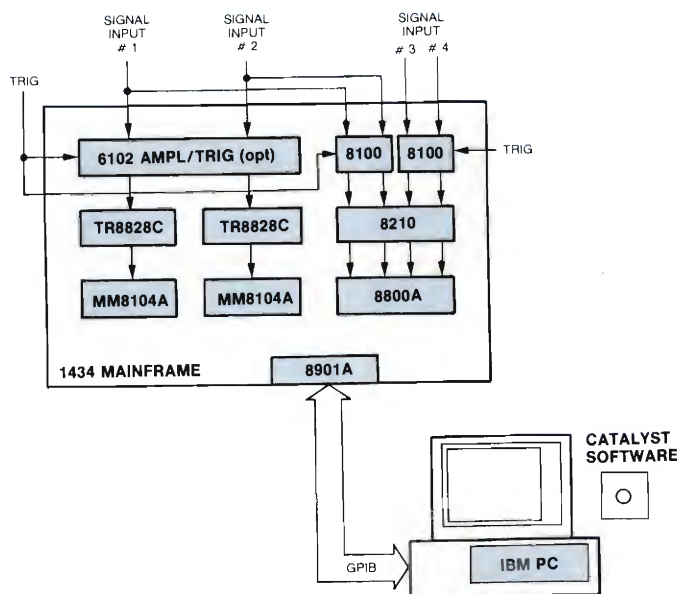 SIGNAL
INPUT
# 1
SIGNAL
INPUT
# 2
SIGNAL
INPUT
# 3 # 4
TRIG
6102 AMPL/TRIG (opt)
8100
8100
TRIG
TR8828C
TR8828C
8210
MM8104A
MM8104A
8800A
1434 MAINFRAME
8901A
CATALYST
SOFTWARE
GPIB
IBM PC